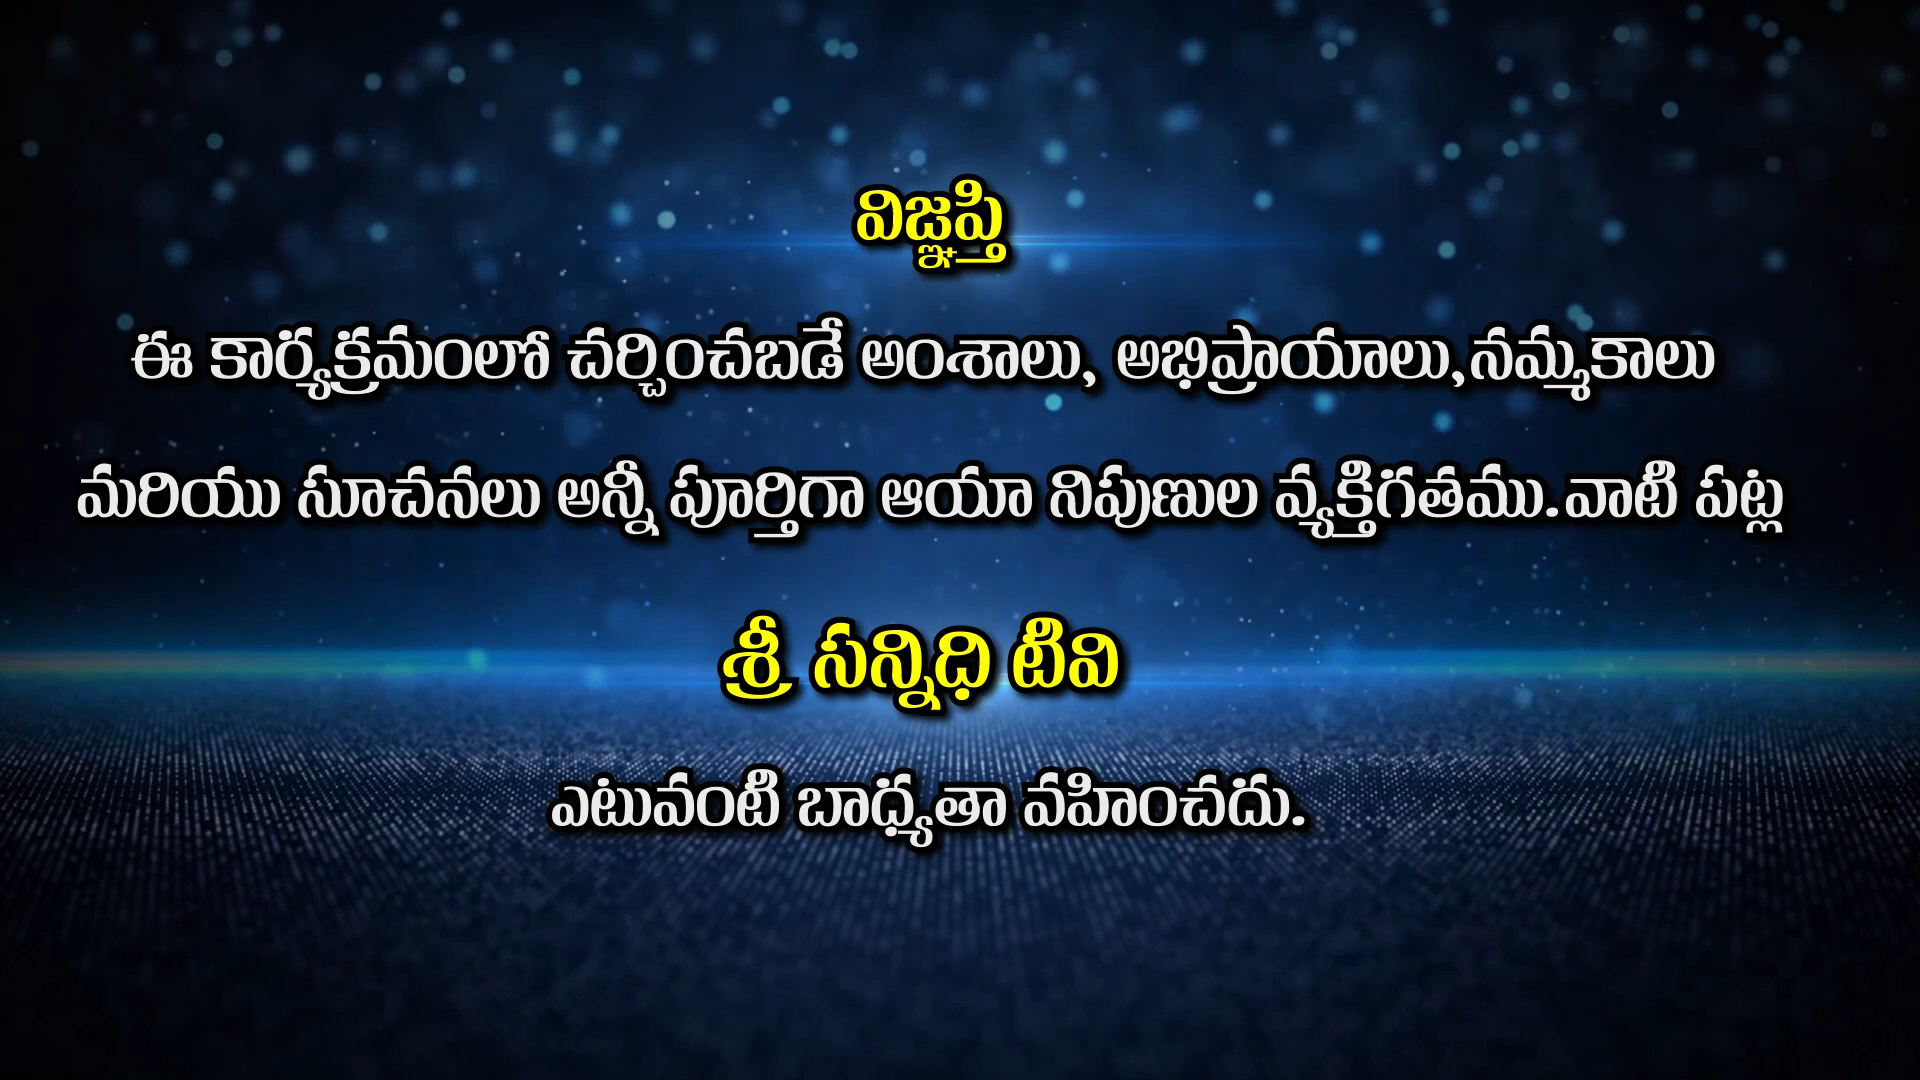 విజ్ఞప్తి
ఈ కార్యక్రమంలో చర్చించబడే అంశాలు, అభిప్రాయాలు,నమ్మకాలు
మరియు సూచనలు అన్నీ పూర్తిగా ఆయా నిపుణుల వ్యక్తిగతము.వాటి పట్ల
శ్రీ సన్నిధి టీవి
ఎటువంటి బాధ్యతా వహించదు.